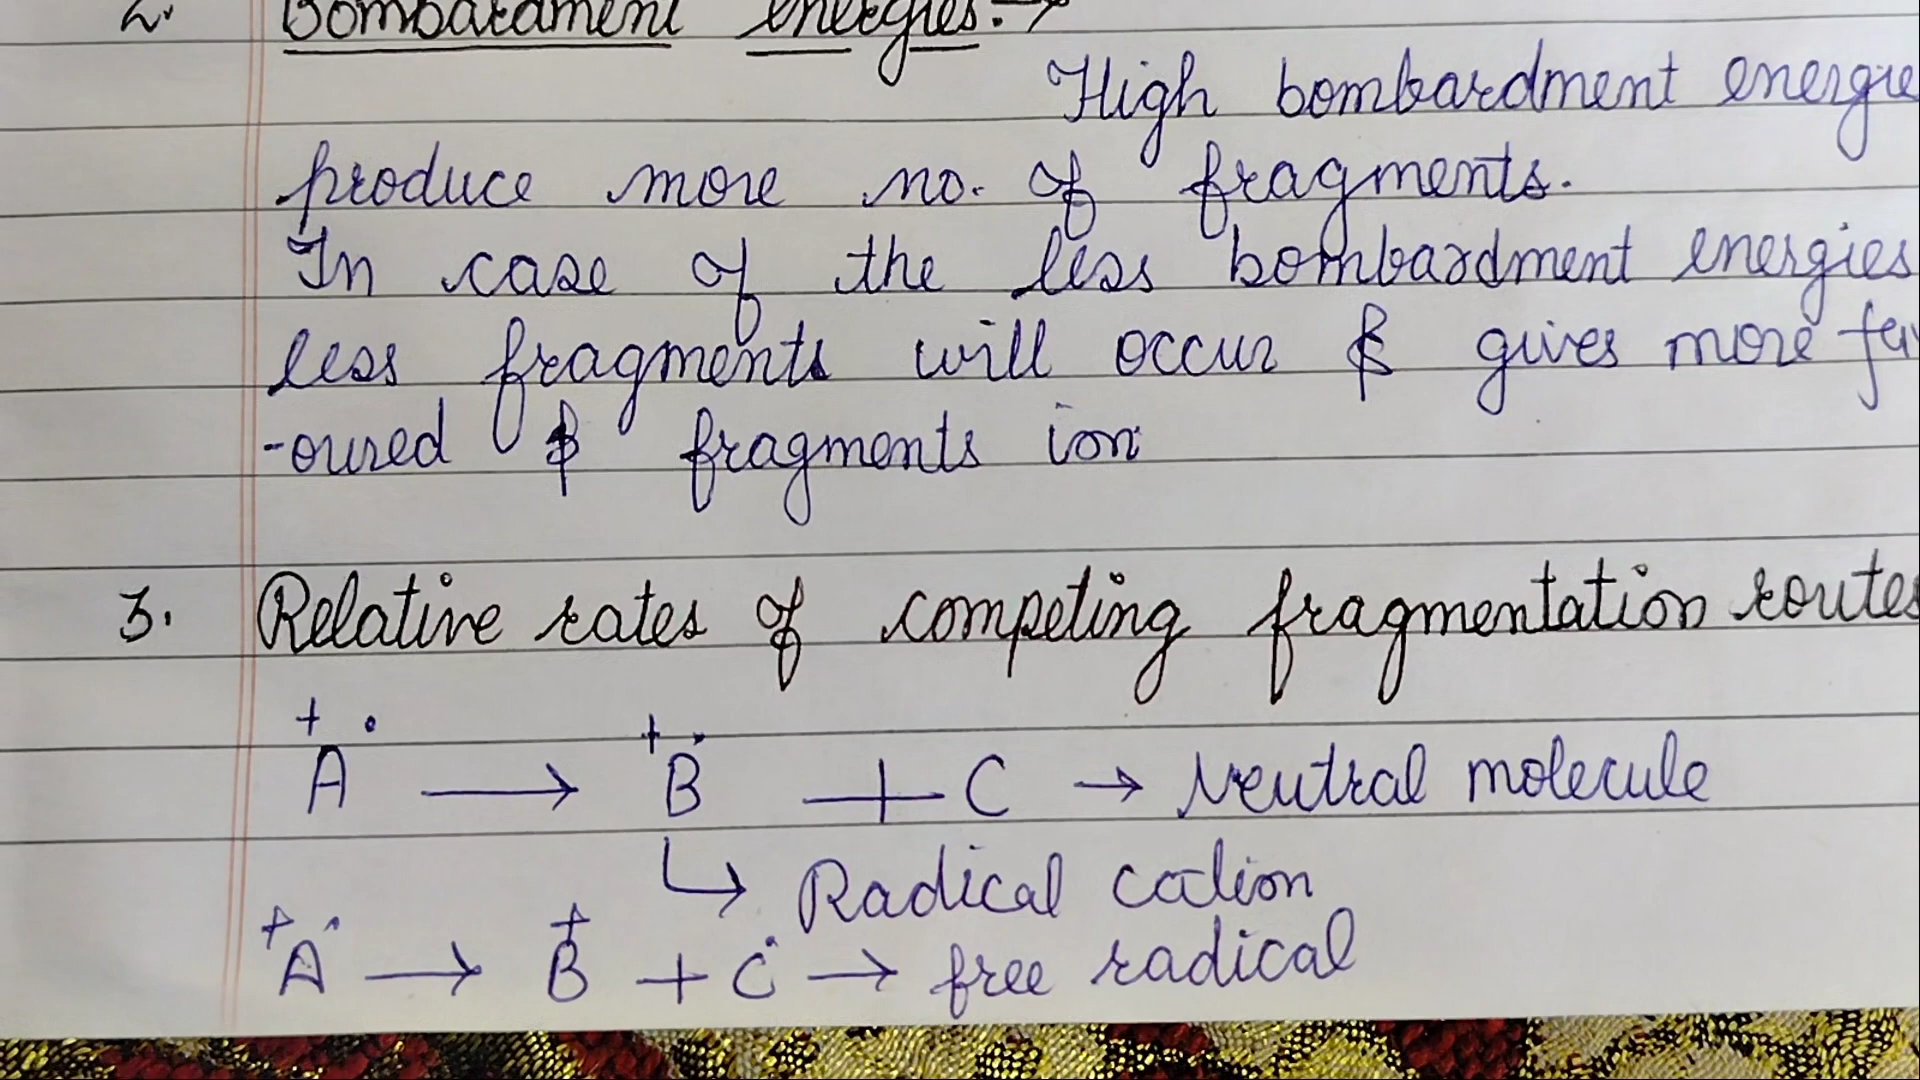 2. Bombardment energies:→
High bombardment energie
produce more no. of fragments.
In case of the less bombardment energies
less fragments will occur & gives more fav
-oured & fragments ion
3. Relative rates of competing fragmentation routes
+A• → +B• + C → Neutral molecule
↳ Radical cation
+A• → B+ + C• → free radical